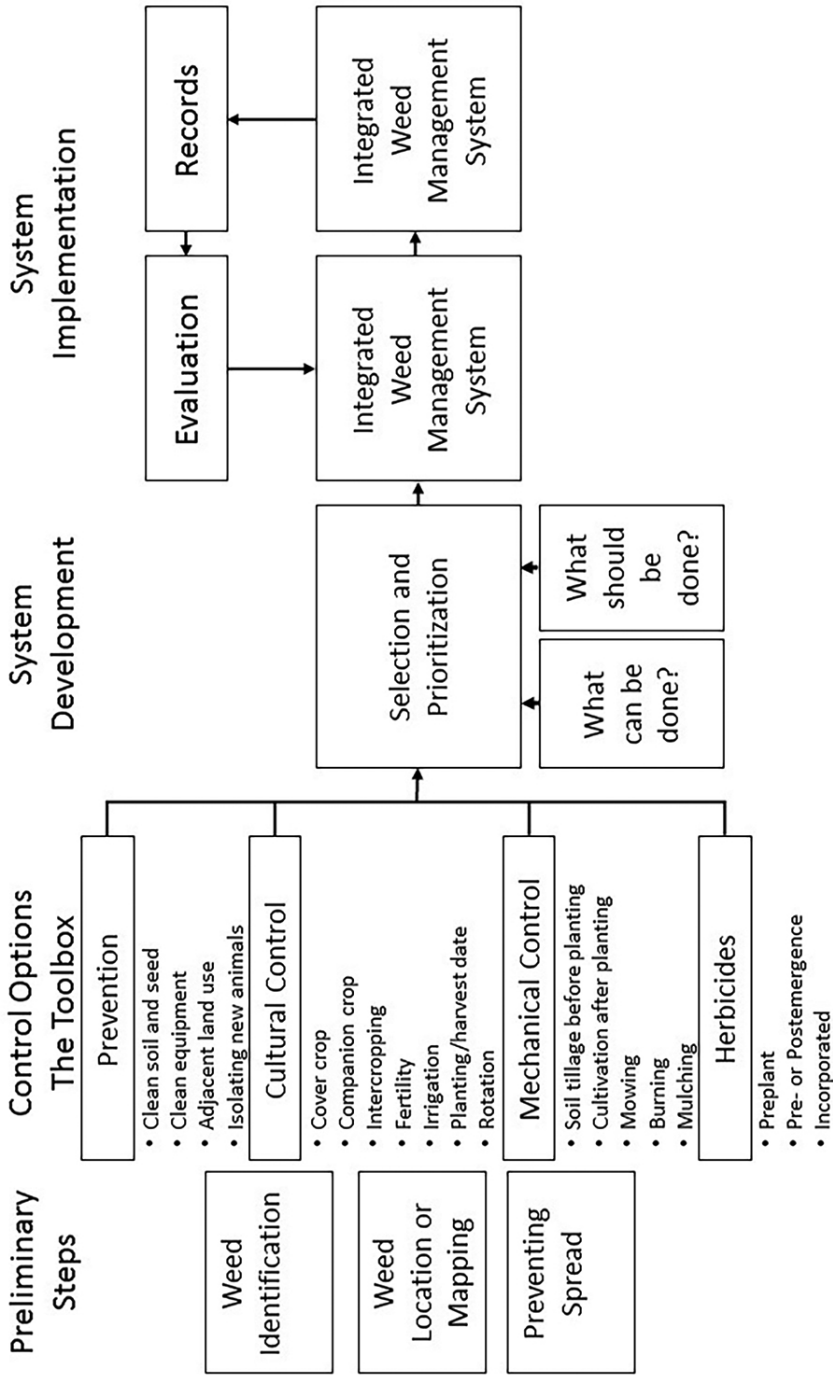 Preliminary
Steps
Weed
Identification
Weed
Location or
Mapping
Preventing
Spread
Control Options
The Toolbox
Prevention
• Clean soil and seed
• Clean equipment
• Adjacent land use
• Isolating new animals
Cultural Control
• Cover crop
• Companion crop
• Intercropping
• Fertility
• Irrigation
• Planting/harvest date
• Rotation
Mechanical Control
• Soil tillage before planting
• Cultivation after planting
• Mowing
• Burning
• Mulching
Herbicides
• Preplant
• Pre- or Postemergence
• Incorporated
System
Development
Selection and
Prioritization
What
can be
done?
What
should
be
done?
System
Implementation
Evaluation
Records
Integrated
Weed
Management
System
Integrated
Weed
Management
System